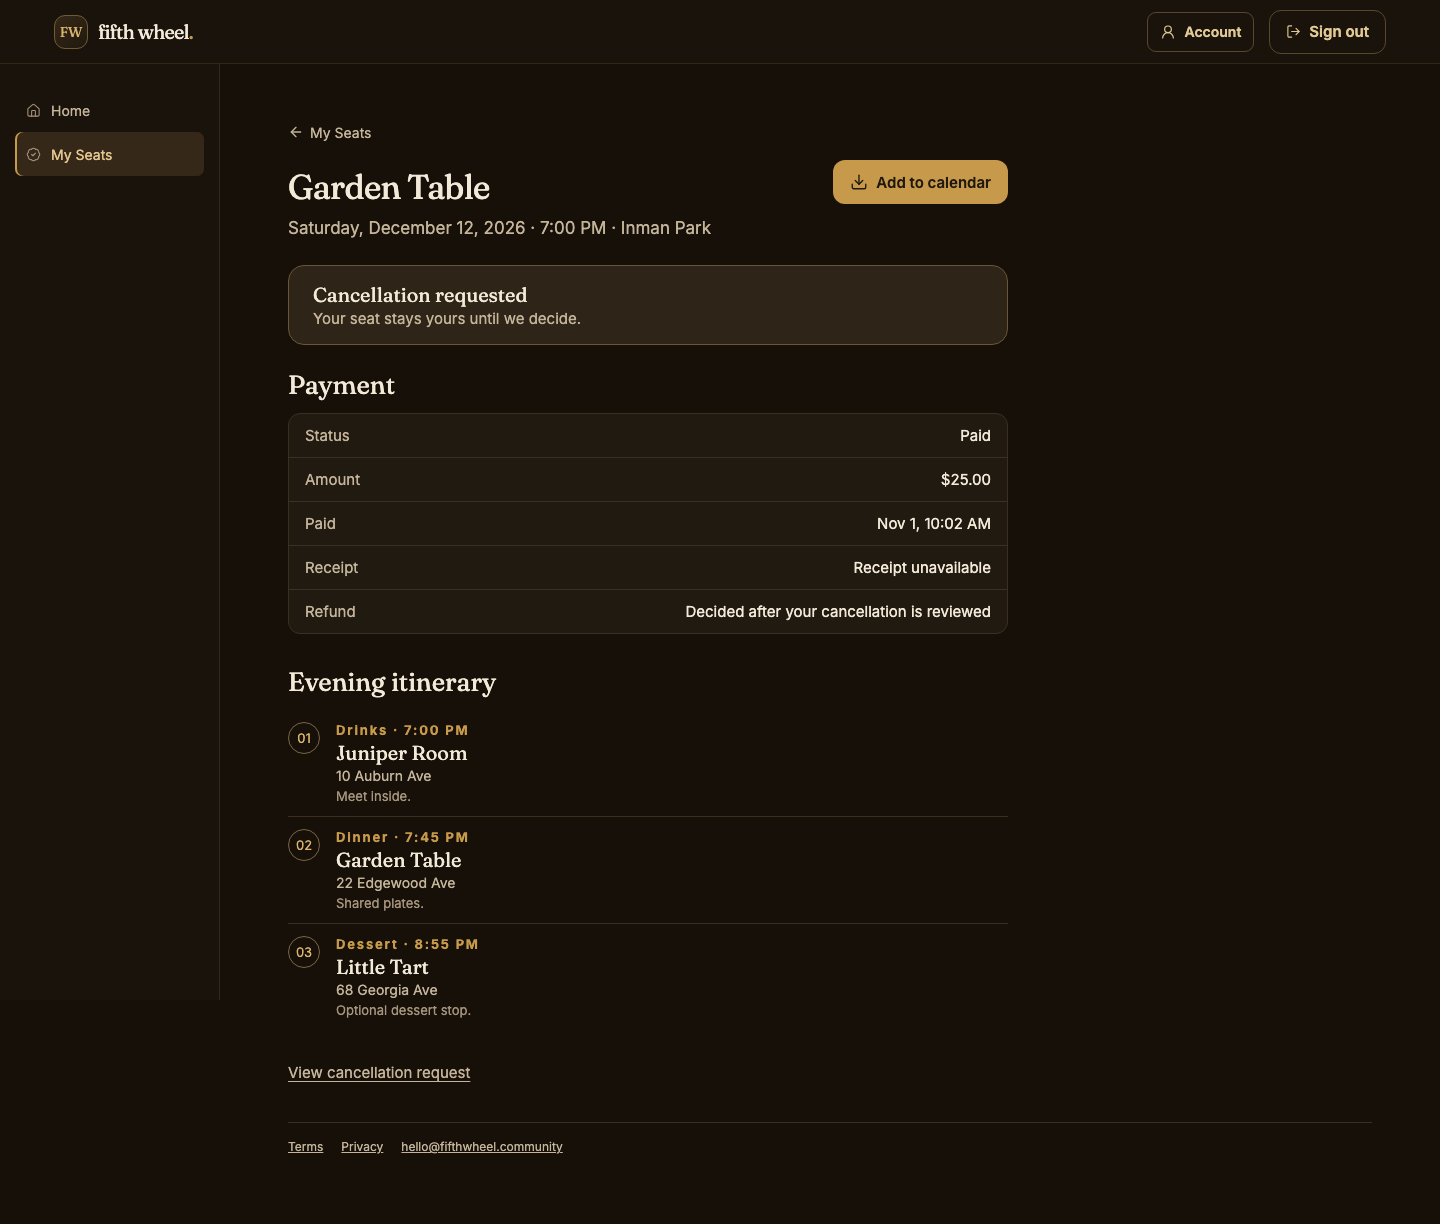 FW fifth wheel.
Account
Sign out
Home
My Seats
My Seats
Garden Table
Add to calendar
Saturday, December 12, 2026 · 7:00 PM · Inman Park
Cancellation requested
Your seat stays yours until we decide.
Payment
Status Paid
Amount $25.00
Paid Nov 1, 10:02 AM
Receipt Receipt unavailable
Refund Decided after your cancellation is reviewed
Evening itinerary
01
Drinks · 7:00 PM
Juniper Room
10 Auburn Ave
Meet inside.
02
Dinner · 7:45 PM
Garden Table
22 Edgewood Ave
Shared plates.
03
Dessert · 8:55 PM
Little Tart
68 Georgia Ave
Optional dessert stop.
View cancellation request
Terms Privacy hello@fifthwheel.community